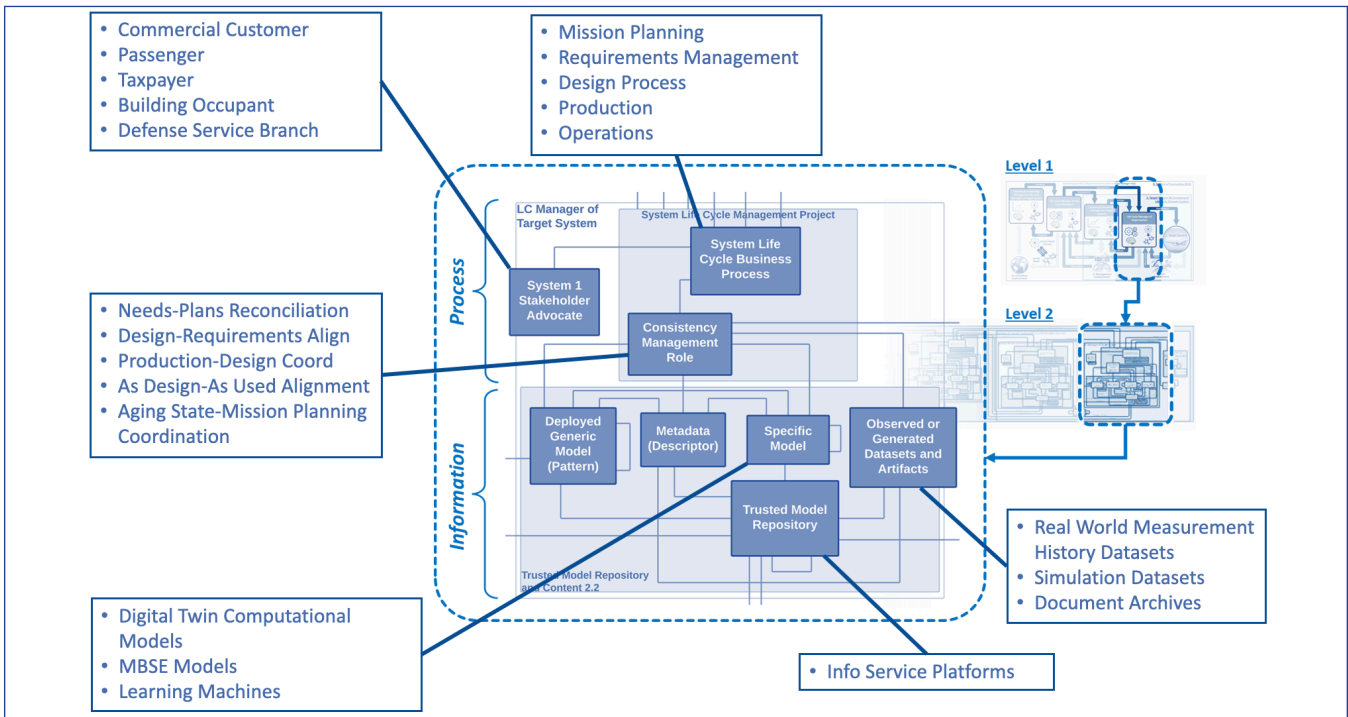 • Commercial Customer
• Passenger
• Taxpayer
• Building Occupant
• Defense Service Branch
• Mission Planning
• Requirements Management
• Design Process
• Production
• Operations
Level 1
LC Manager of
Target System
System Life Cycle Management Project
System Life
Cycle Business
Process
Process
System 1
Stakeholder
Advocate
• Needs-Plans Reconciliation
• Design-Requirements Align
• Production-Design Coord
• As Design-As Used Alignment
• Aging State-Mission Planning
Coordination
Consistency
Management
Role
Level 2
Information
Deployed
Generic
Model
(Pattern)
Metadata
(Descriptor)
Specific
Model
Observed or
Generated
Datasets and
Artifacts
Trusted Model
Repository
Trusted Model Repository
and Content 2.2
• Real World Measurement
History Datasets
• Simulation Datasets
• Document Archives
• Digital Twin Computational
Models
• MBSE Models
• Learning Machines
• Info Service Platforms